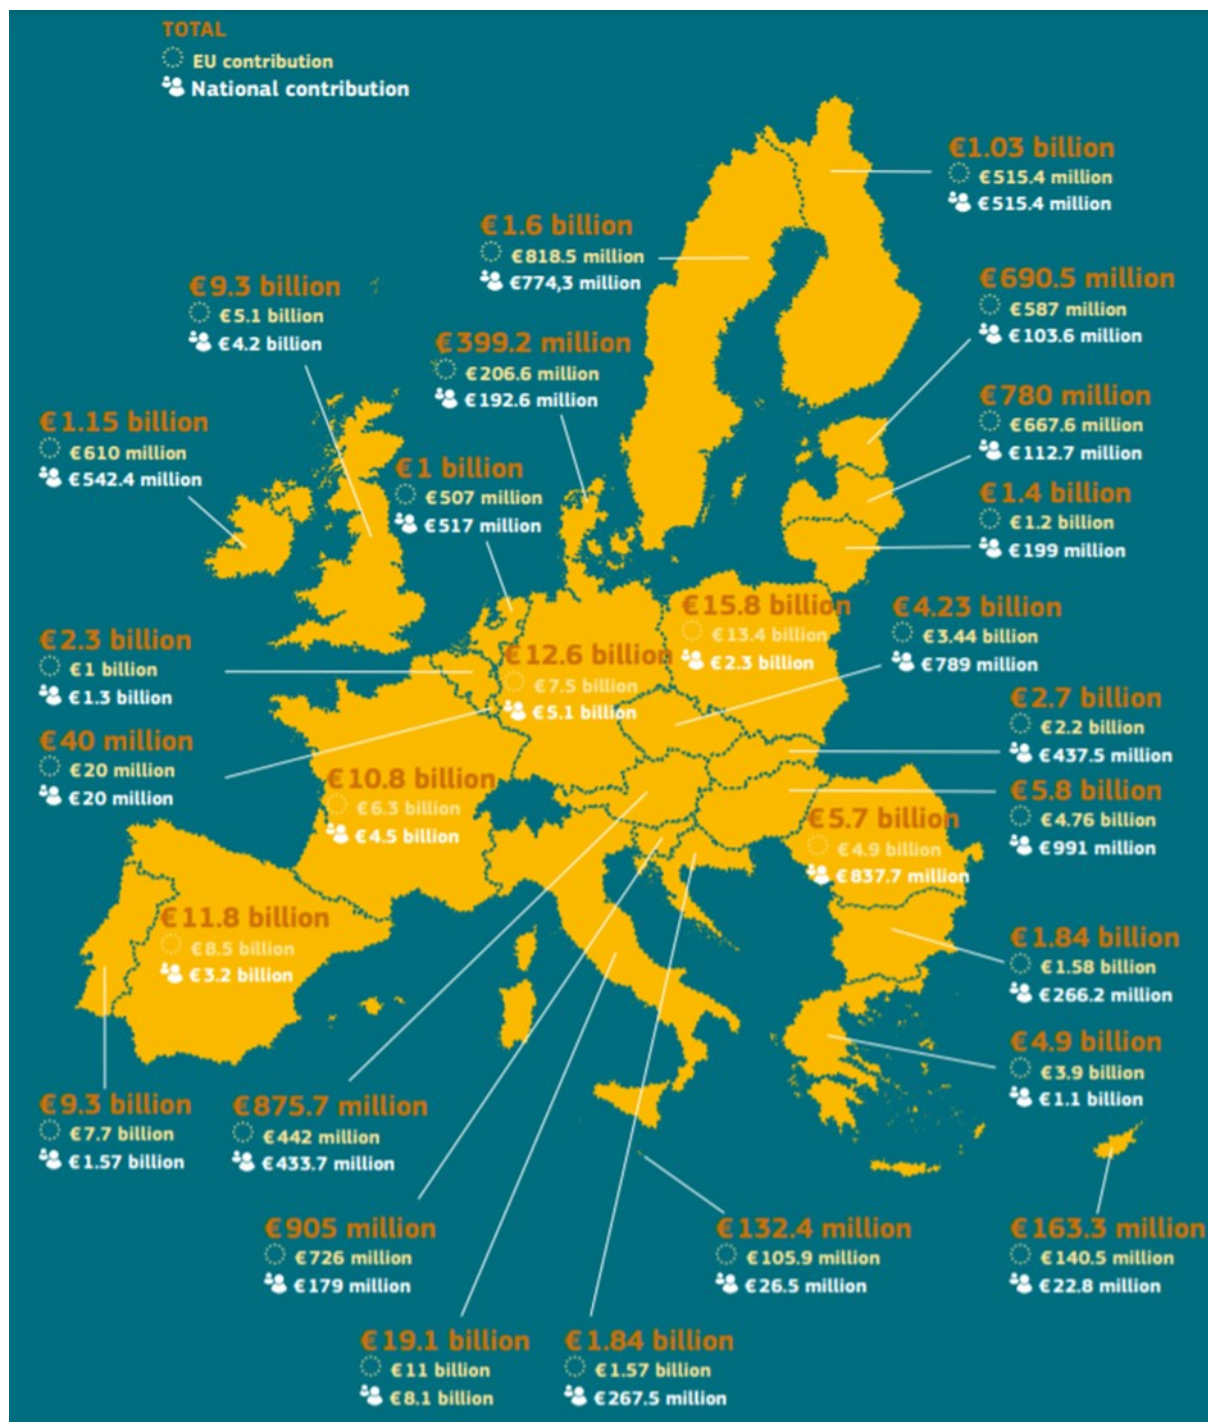 TOTAL
EU contribution
National contribution
€1.03 billion
€515.4 million
€515.4 million
€1.6 billion
€818.5 million
€774,3 million
€9.3 billion
€5.1 billion
€4.2 billion
€690.5 million
€587 million
€103.6 million
€399.2 million
€206.6 million
€192.6 million
€780 million
€667.6 million
€112.7 million
€1.15 billion
€610 million
€542.4 million
€1 billion
€507 million
€517 million
€1.4 billion
€1.2 billion
€199 million
€15.8 billion
€13.4 billion
€2.3 billion
€4.23 billion
€3.44 billion
€789 million
€2.3 billion
€1 billion
€1.3 billion
€12.6 billion
€7.5 billion
€5.1 billion
€2.7 billion
€2.2 billion
€437.5 million
€40 million
€20 million
€20 million
€10.8 billion
€6.3 billion
€4.5 billion
€5.8 billion
€4.76 billion
€991 million
€5.7 billion
€4.9 billion
€837.7 million
€11.8 billion
€8.5 billion
€3.2 billion
€1.84 billion
€1.58 billion
€266.2 million
€4.9 billion
€3.9 billion
€1.1 billion
€9.3 billion
€7.7 billion
€1.57 billion
€875.7 million
€442 million
€433.7 million
€905 million
€726 million
€179 million
€132.4 million
€105.9 million
€26.5 million
€163.3 million
€140.5 million
€22.8 million
€19.1 billion
€11 billion
€8.1 billion
€1.84 billion
€1.57 billion
€267.5 million